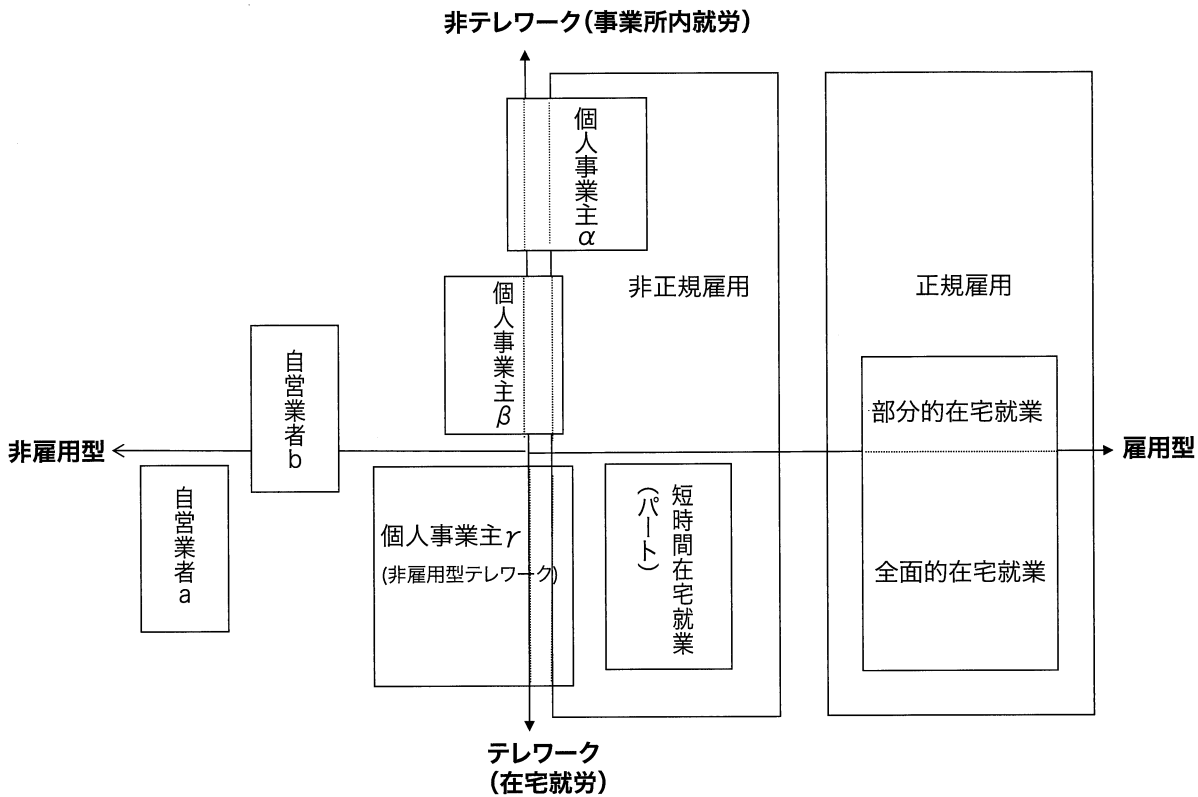 非テレワーク（事業所内就労）
個人事業主α
非正規雇用
正規雇用
個人事業主β
自営業者b
部分的在宅就業
非雇用型
雇用型
自営業者a
個人事業主γ
(非雇用型テレワーク)
短時間在宅就業
（パート）
全面的在宅就業
テレワーク
（在宅就労）